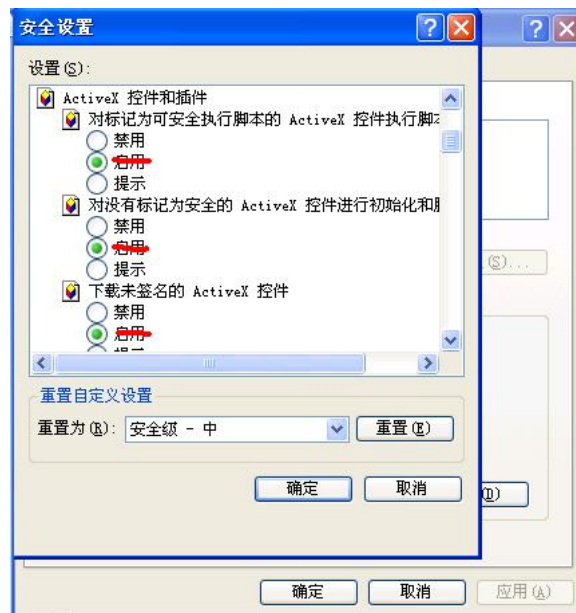 安全设置
设置(S):
ActiveX 控件和插件
对标记为可安全执行脚本的 ActiveX 控件执行脚
禁用
启用
提示
对没有标记为安全的 ActiveX 控件进行初始化和
禁用
启用
提示
下载未签名的 ActiveX 控件
禁用
启用
(S)...
重置自定义设置
重置为(R): 安全级 - 中 重置(E)
确定 取消
(D)
确定 取消 应用(A)